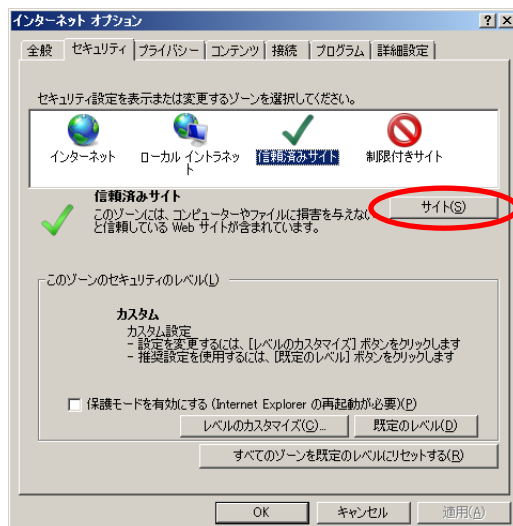 インターネット オプション
全般 セキュリティ プライバシー コンテンツ 接続 プログラム 詳細設定
セキュリティ設定を表示または変更するゾーンを選択してください。
インターネット ローカル イントラネッ 信頼済みサイト 制限付きサイト
ト
信頼済みサイト
このゾーンには、コンピューターやファイルに損害を与えない
と信頼している Web サイトが含まれています。
サイト(S)
このゾーンのセキュリティのレベル(L)
カスタム
カスタム設定
- 設定を変更するには、[レベルのカスタマイズ] ボタンをクリックします
- 推奨設定を使用するには、[既定のレベル] ボタンをクリックします
保護モードを有効にする (Internet Explorer の再起動が必要)(P)
レベルのカスタマイズ(C)... 既定のレベル(D)
すべてのゾーンを既定のレベルにリセットする(R)
OK キャンセル 適用(A)